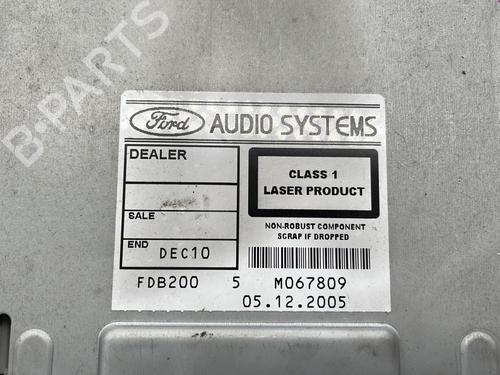 B-PARTS
Ford AUDIO SYSTEMS
DEALER
CLASS 1
LASER PRODUCT
SALE
NON-ROBUST COMPONENT
SCRAP IF DROPPED
END DEC10
FDB200 5 M067809
05.12.2005